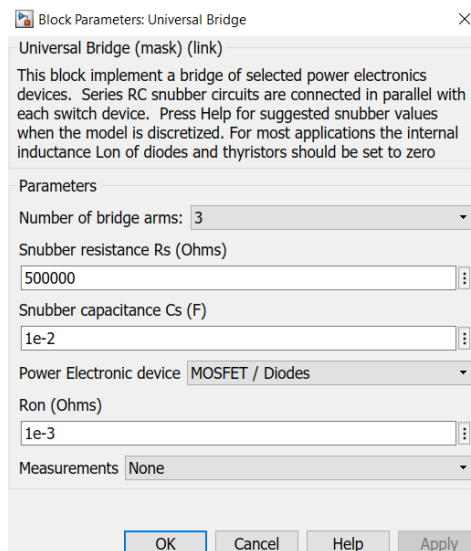 Block Parameters: Universal Bridge
Universal Bridge (mask) (link)
This block implement a bridge of selected power electronics
devices. Series RC snubber circuits are connected in parallel with
each switch device. Press Help for suggested snubber values
when the model is discretized. For most applications the internal
inductance Lon of diodes and thyristors should be set to zero
Parameters
Number of bridge arms: 3
Snubber resistance Rs (Ohms)
500000
Snubber capacitance Cs (F)
1e-2
Power Electronic device MOSFET / Diodes
Ron (Ohms)
1e-3
Measurements None
OK Cancel Help Apply